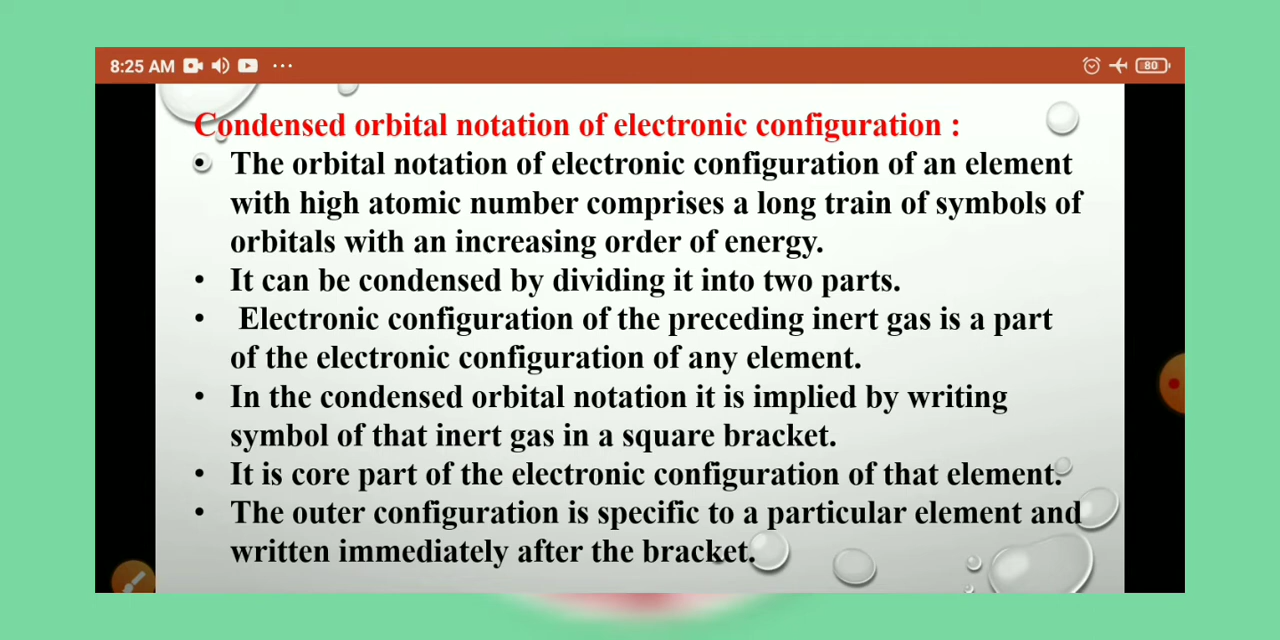 8:25 AM ... 80
Condensed orbital notation of electronic configuration :
• The orbital notation of electronic configuration of an element
with high atomic number comprises a long train of symbols of
orbitals with an increasing order of energy.
• It can be condensed by dividing it into two parts.
• Electronic configuration of the preceding inert gas is a part
of the electronic configuration of any element.
• In the condensed orbital notation it is implied by writing
symbol of that inert gas in a square bracket.
• It is core part of the electronic configuration of that element.
• The outer configuration is specific to a particular element and
written immediately after the bracket.